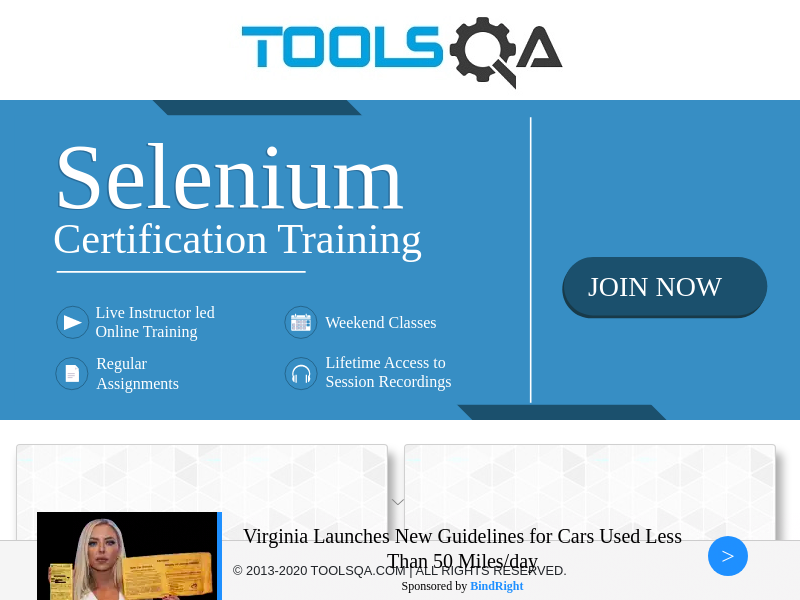 TOOLSQA
Selenium
Certification Training
Live Instructor led
Online Training
Weekend Classes
Regular
Assignments
Lifetime Access to
Session Recordings
JOIN NOW
Virginia Launches New Guidelines for Cars Used Less
Than 50 Miles/day
© 2013-2020 TOOLSQA.COM | ALL RIGHTS RESERVED.
Sponsored by BindRight
>